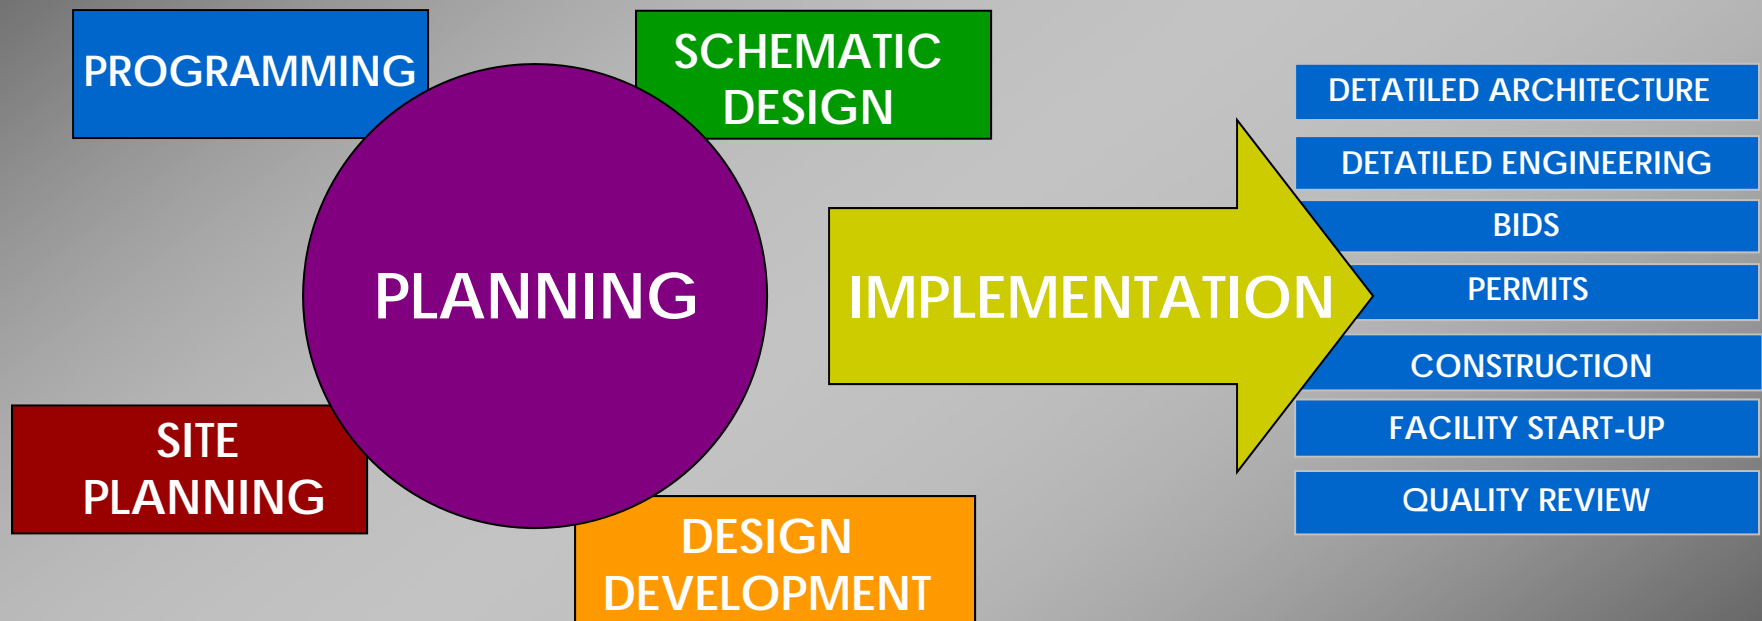 PROGRAMMING
SCHEMATIC
DESIGN
PLANNING
SITE
PLANNING
DESIGN
DEVELOPMENT
IMPLEMENTATION
DETATILED ARCHITECTURE
DETATILED ENGINEERING
BIDS
PERMITS
CONSTRUCTION
FACILITY START-UP
QUALITY REVIEW